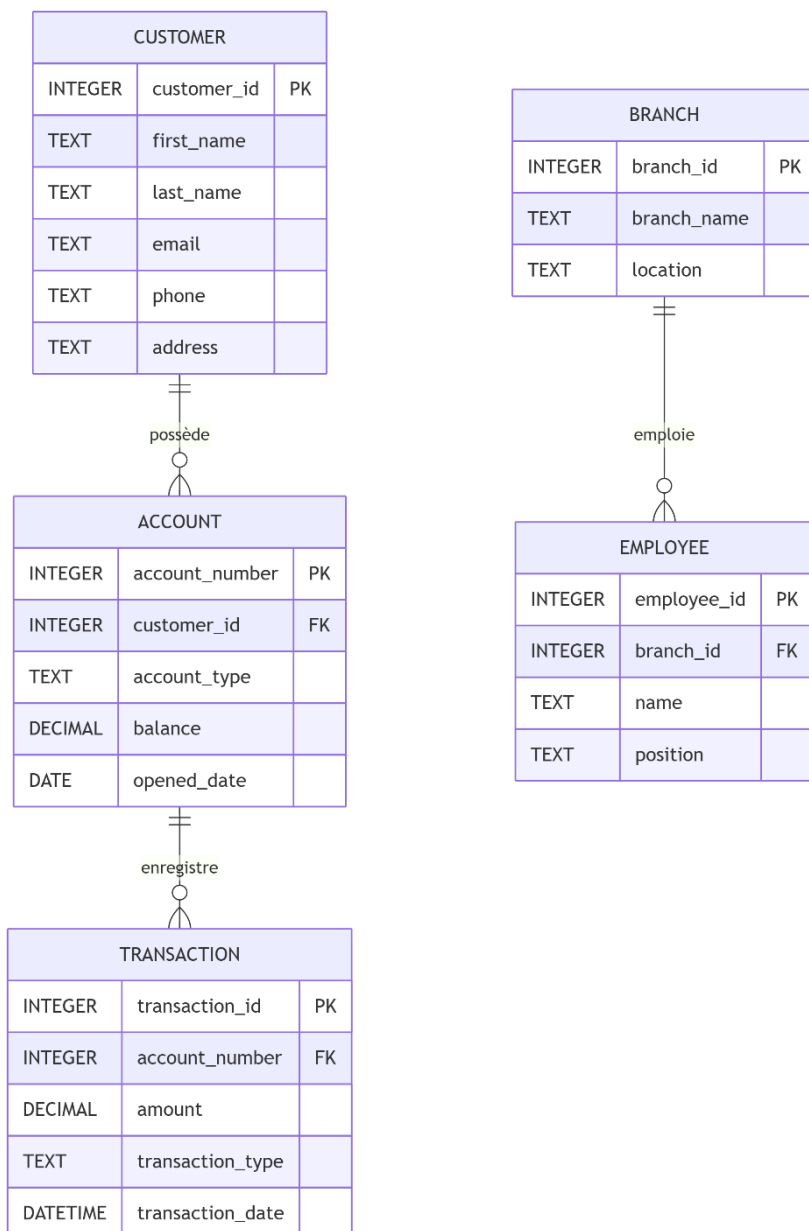 CUSTOMER
INTEGER customer_id PK
TEXT first_name
TEXT last_name
TEXT email
TEXT phone
TEXT address
possède
ACCOUNT
INTEGER account_number PK
INTEGER customer_id FK
TEXT account_type
DECIMAL balance
DATE opened_date
enregistre
TRANSACTION
INTEGER transaction_id PK
INTEGER account_number FK
DECIMAL amount
TEXT transaction_type
DATETIME transaction_date
BRANCH
INTEGER branch_id PK
TEXT branch_name
TEXT location
emploie
EMPLOYEE
INTEGER employee_id PK
INTEGER branch_id FK
TEXT name
TEXT position